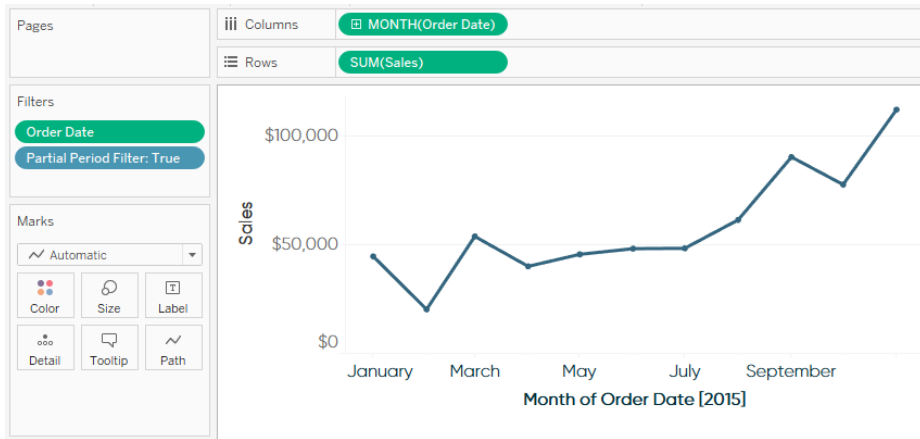 Pages
Columns
MONTH(Order Date)
Rows
SUM(Sales)
Filters
Order Date
Partial Period Filter: True
Marks
Automatic
Color
Size
T
Label
Detail
Tooltip
Path
Sales
$100,000
$50,000
$0
January March May July September
Month of Order Date [2015]